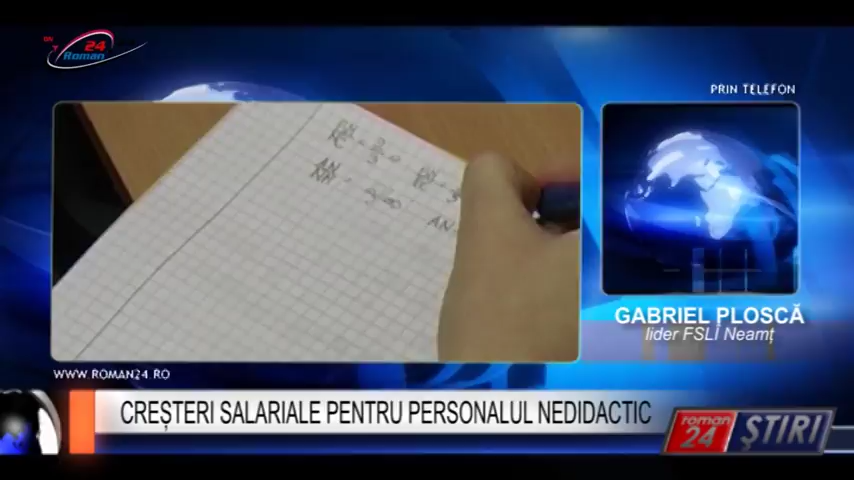 24
Roman
PRIN TELEFON
AN
GABRIEL PLOSCĂ
lider FSLI Neamț
WWW.ROMAN24.RO
CREȘTERI SALARIALE PENTRU PERSONALUL NEDIDACTIC
roman
24
ȘTIRI